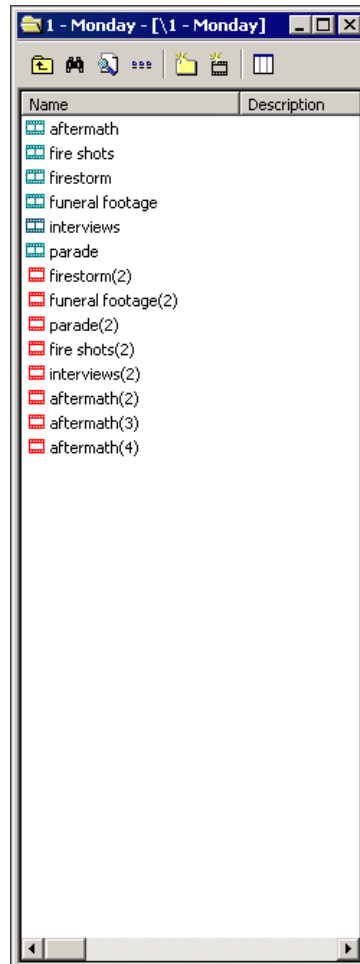 1 - Monday - [\1 - Monday]
Name Description
aftermath
fire shots
firestorm
funeral footage
interviews
parade
firestorm(2)
funeral footage(2)
parade(2)
fire shots(2)
interviews(2)
aftermath(2)
aftermath(3)
aftermath(4)